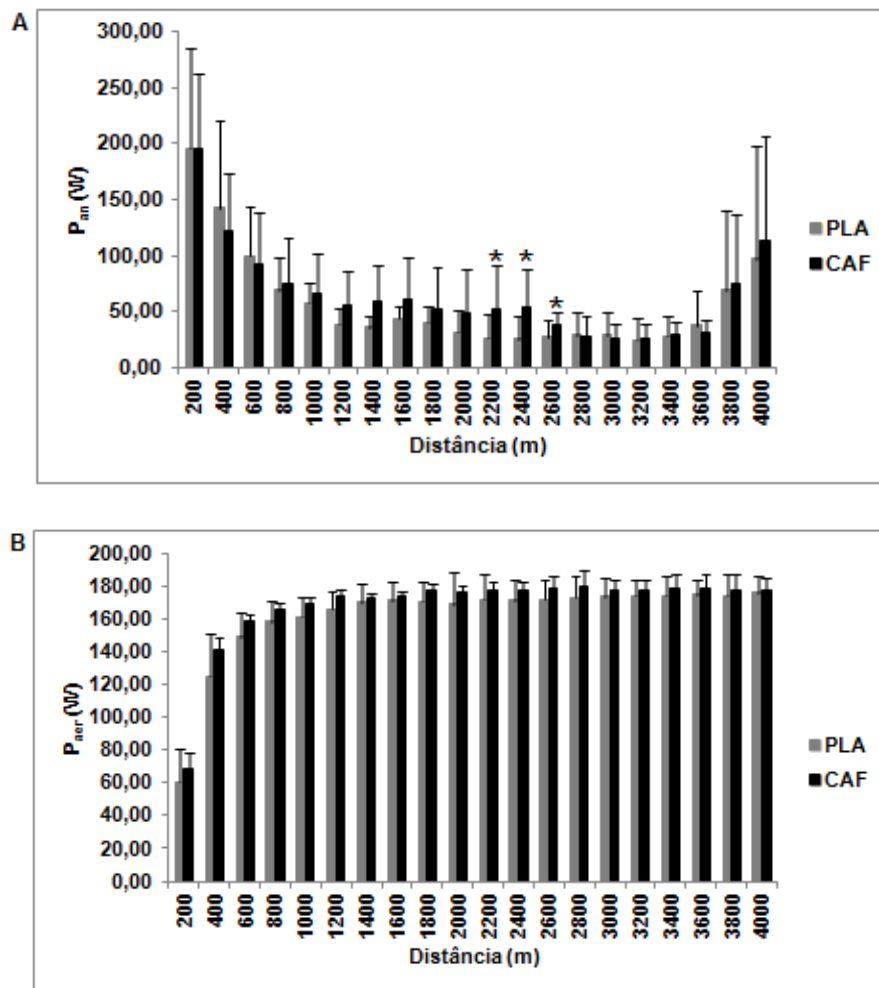 A
300,00
250,00
200,00
150,00
100,00
50,00
0,00
Pan (W)
* * *
PLA
CAF
200 400 600 800 1000 1200 1400 1600 1800 2000 2200 2400 2600 2800 3000 3200 3400 3600 3800 4000
Distância (m)
B
200,00
180,00
160,00
140,00
120,00
100,00
80,00
60,00
40,00
20,00
0,00
Paer (W)
PLA
CAF
200 400 600 800 1000 1200 1400 1600 1800 2000 2200 2400 2600 2800 3000 3200 3400 3600 3800 4000
Distância (m)